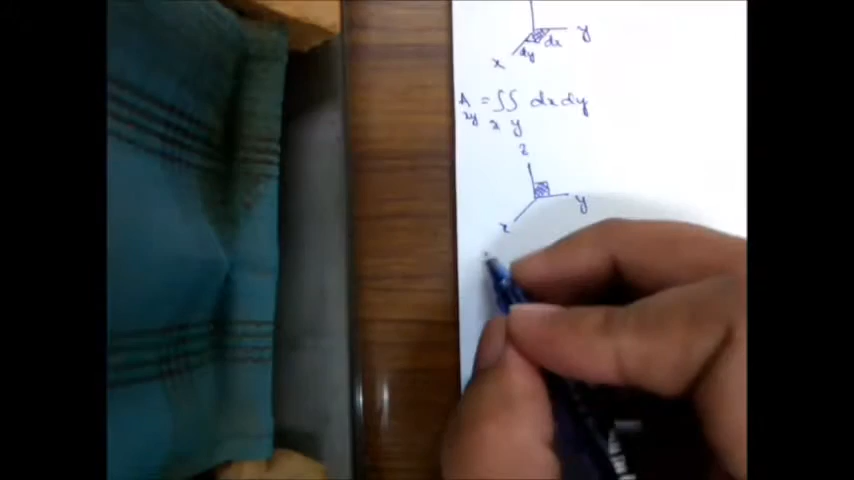 y
dx
x dy
A = ∬ dx dy
xy x y
z
y
x